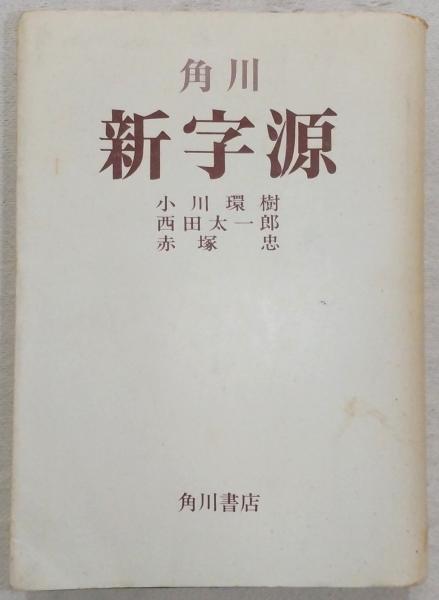 角川
新字源
小川環樹
西田太一郎
赤塚忠
角川書店